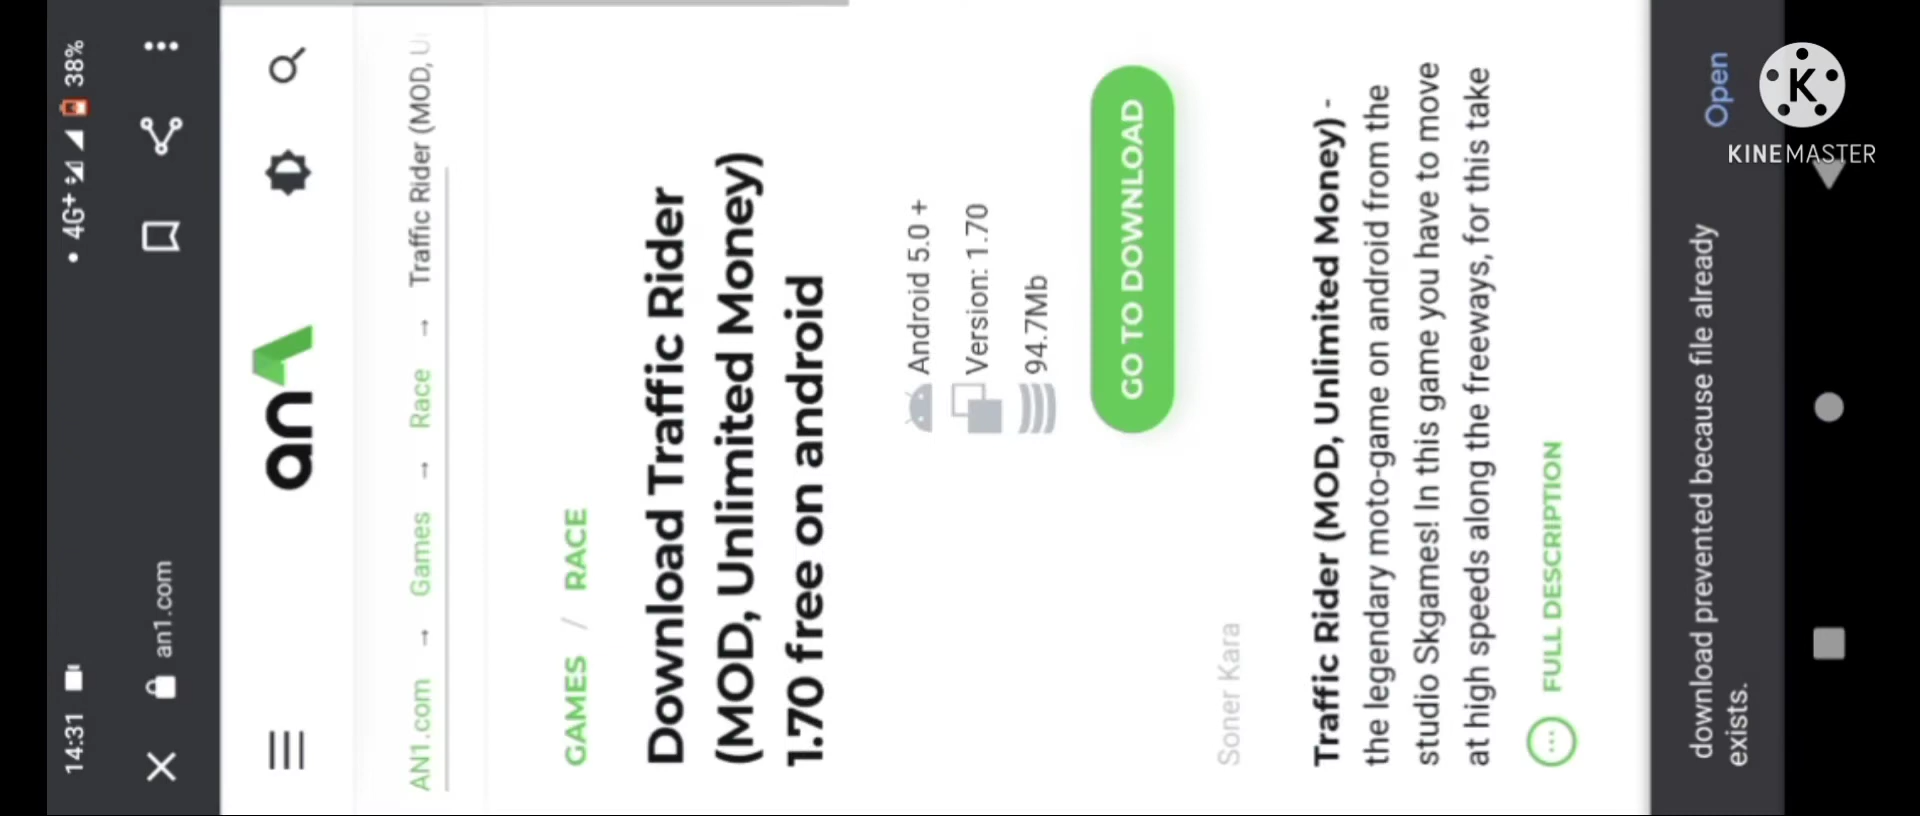 14:31
4G+ 38%
an1.com
an1
AN1.com → Games → Race → Traffic Rider (MOD, U
GAMES / RACE
Download Traffic Rider
(MOD, Unlimited Money)
1.70 free on android
Android 5.0 +
Version: 1.70
94.7Mb
GO TO DOWNLOAD
Soner Kara
Traffic Rider (MOD, Unlimited Money) -
the legendary moto-game on android from the
studio Skgames! In this game you have to move
at high speeds along the freeways, for this take
... FULL DESCRIPTION
download prevented because file already
exists.
Open
K
KINEMASTER